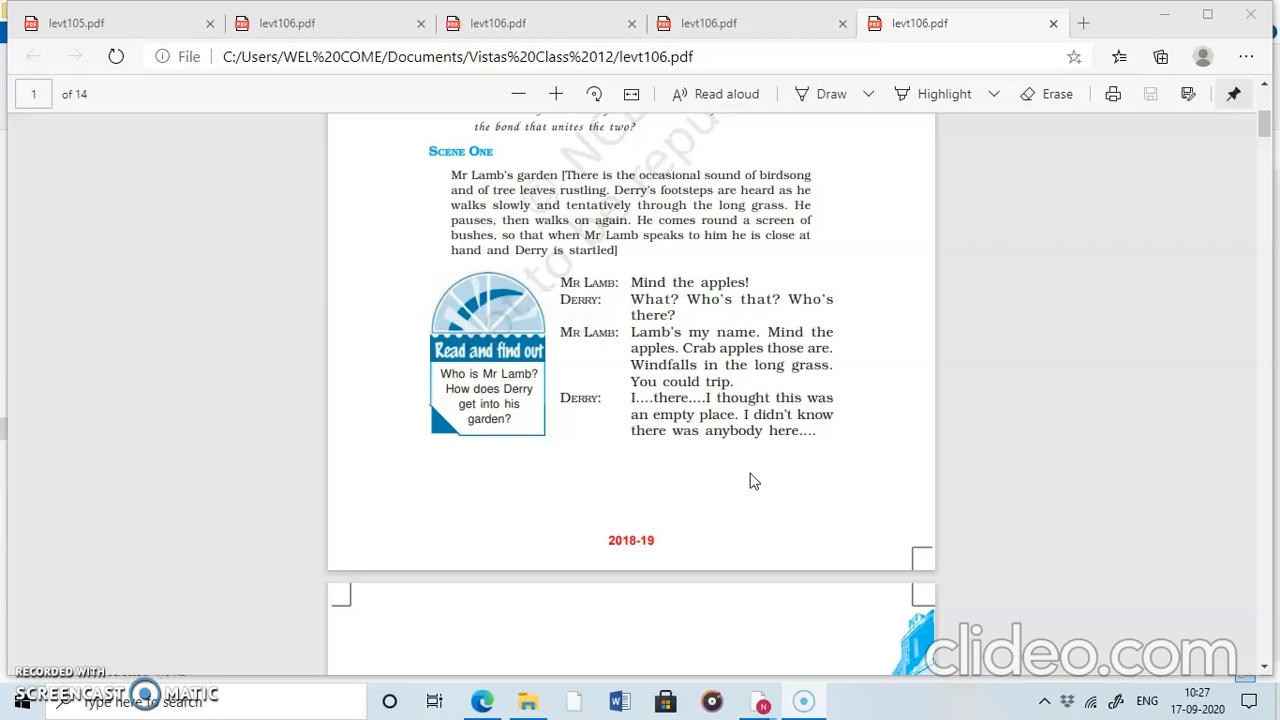 levt105.pdf
levt106.pdf
levt106.pdf
levt106.pdf
levt106.pdf
File C:/Users/WEL%20COME/Documents/Vistas%20Class%2012/levt106.pdf
1 of 14 Read aloud Draw Highlight Erase
the bond that unites the two?
SCENE ONE
Mr Lamb's garden [There is the occasional sound of birdsong
and of tree leaves rustling. Derry's footsteps are heard as he
walks slowly and tentatively through the long grass. He
pauses, then walks on again. He comes round a screen of
bushes, so that when Mr Lamb speaks to him he is close at
hand and Derry is startled]
MR LAMB: Mind the apples!
DERRY: What? Who's that? Who's
there?
MR LAMB: Lamb's my name. Mind the
apples. Crab apples those are.
Windfalls in the long grass.
You could trip.
DERRY: I....there....I thought this was
an empty place. I didn't know
there was anybody here....
Read and find out
Who is Mr Lamb?
How does Derry
get into his
garden?
2018-19
clideo.com
RECORDED WITH
SCREENCAST MATIC
Type here to search
ENG
10:27
17-09-2020